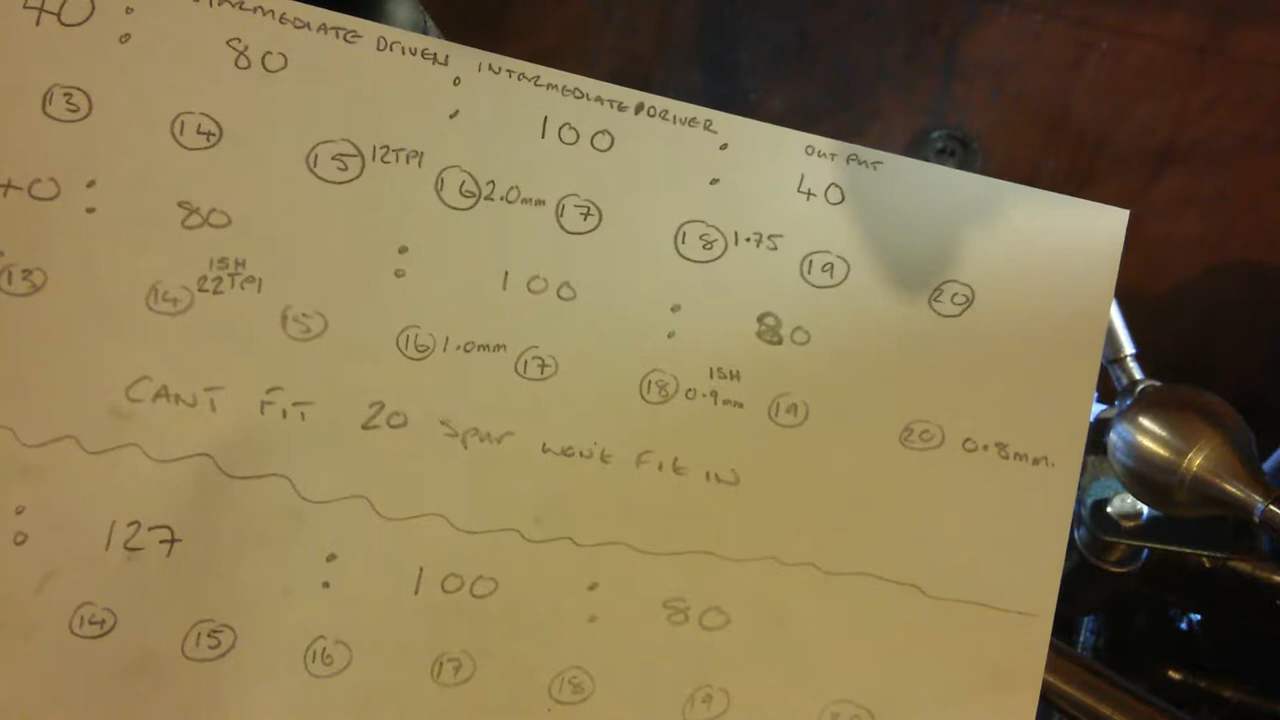 INTERMEDIATE DRIVEN INTERMEDIATE DRIVER OUTPUT
40 : 80 : 100 : 40
13 14 15 12TPI 16 2.0mm 17 18 1.75 19 20
40 : 80 : 100 : 80
13 14 ISH 22TPI 15 16 1.0mm 17 18 ISH 0.9mm 19 20 0.8mm.
CANT FIT 20 spur won't FIT IN
: 127 : 100 : 80
14 15 16 17 18 19 20